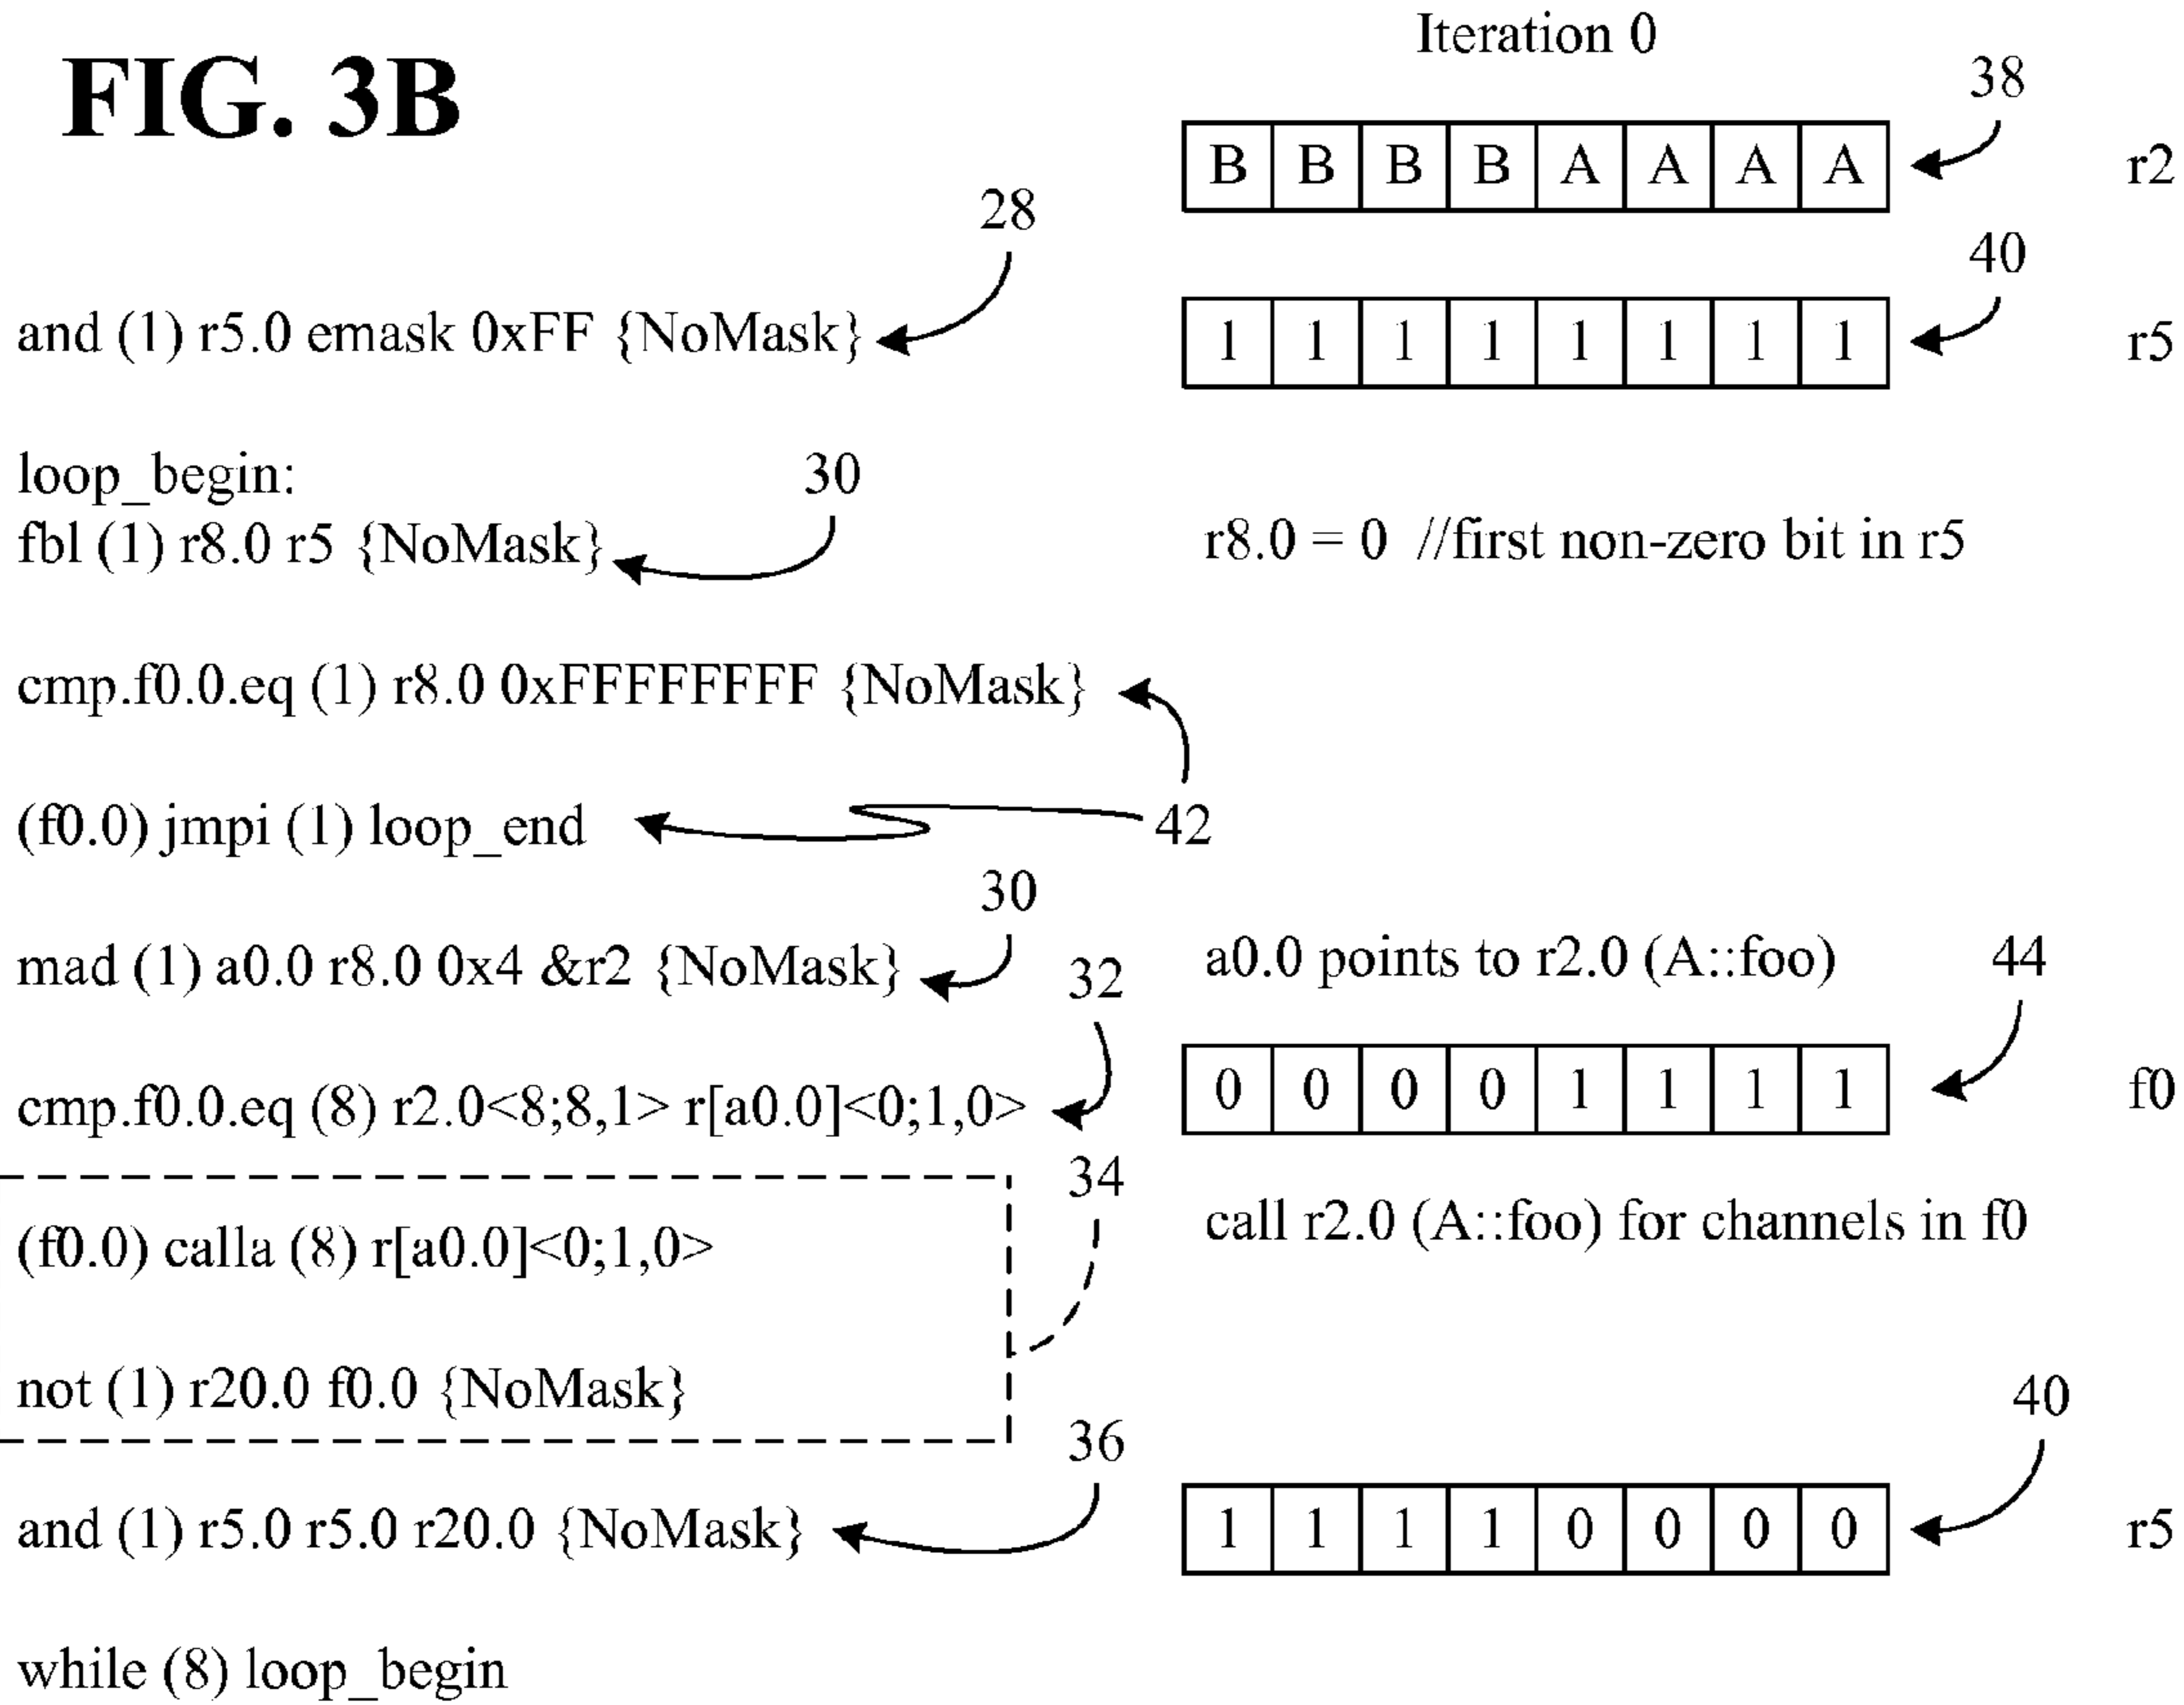 FIG. 3B
Iteration 0
38
B B B B A A A A
r2
28
40
and (1) r5.0 emask 0xFF {NoMask}
1 1 1 1 1 1 1 1
r5
loop_begin:
30
fbl (1) r8.0 r5 {NoMask}
r8.0 = 0 //first non-zero bit in r5
cmp.f0.0.eq (1) r8.0 0xFFFFFFFF {NoMask}
(f0.0) jmpi (1) loop_end
42
30
mad (1) a0.0 r8.0 0x4 &r2 {NoMask}
32
a0.0 points to r2.0 (A::foo)
44
cmp.f0.0.eq (8) r2.0<8;8,1> r[a0.0]<0;1,0>
0 0 0 0 1 1 1 1
f0
34
(f0.0) calla (8) r[a0.0]<0;1,0>
call r2.0 (A::foo) for channels in f0
not (1) r20.0 f0.0 {NoMask}
40
36
and (1) r5.0 r5.0 r20.0 {NoMask}
1 1 1 1 0 0 0 0
r5
while (8) loop_begin